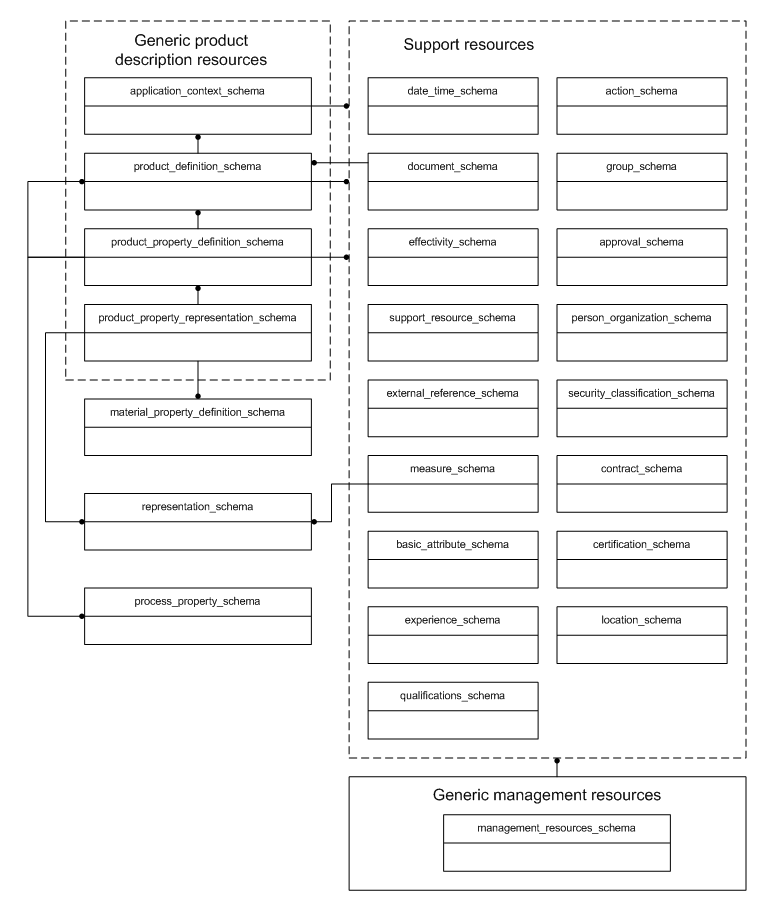 Generic product
description resources
application_context_schema
product_definition_schema
product_property_definition_schema
product_property_representation_schema
material_property_definition_schema
representation_schema
process_property_schema
Support resources
date_time_schema
action_schema
document_schema
group_schema
effectivity_schema
approval_schema
support_resource_schema
person_organization_schema
external_reference_schema
security_classification_schema
measure_schema
contract_schema
basic_attribute_schema
certification_schema
experience_schema
location_schema
qualifications_schema
Generic management resources
management_resources_schema